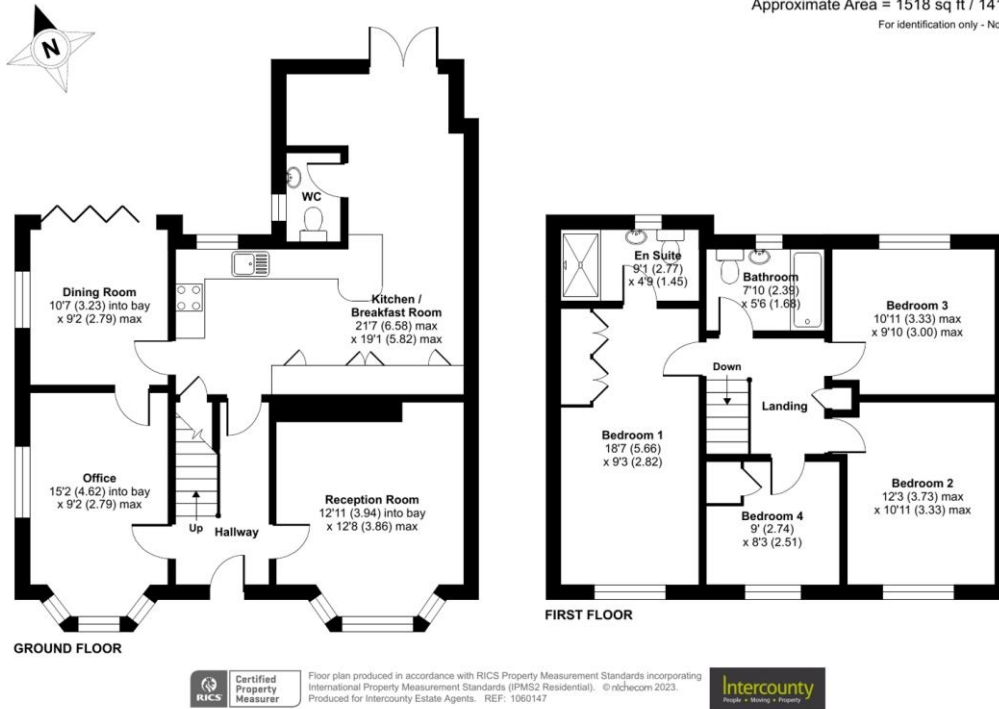 Approximate Area = 1518 sq ft / 141
For identification only - No
N
WC
Dining Room
10'7 (3.23) into bay
x 9'2 (2.79) max
Kitchen /
Breakfast Room
21'7 (6.58) max
x 19'1 (5.82) max
Office
15'2 (4.62) into bay
x 9'2 (2.79) max
Up
Hallway
Reception Room
12'11 (3.94) into bay
x 12'8 (3.86) max
GROUND FLOOR
En Suite
9'1 (2.77)
x 4'9 (1.45)
Bathroom
7'10 (2.39)
x 5'6 (1.68)
Bedroom 3
10'11 (3.33) max
x 9'10 (3.00) max
Down
Landing
Bedroom 1
18'7 (5.66)
x 9'3 (2.82)
Bedroom 2
12'3 (3.73) max
x 10'11 (3.33) max
Bedroom 4
9' (2.74)
x 8'3 (2.51)
FIRST FLOOR
RICS
Certified
Property
Measurer
Floor plan produced in accordance with RICS Property Measurement Standards incorporating
International Property Measurement Standards (IPMS2 Residential). © nichecom 2023.
Produced for Intercounty Estate Agents. REF: 1060147
Intercounty
People • Moving • Property